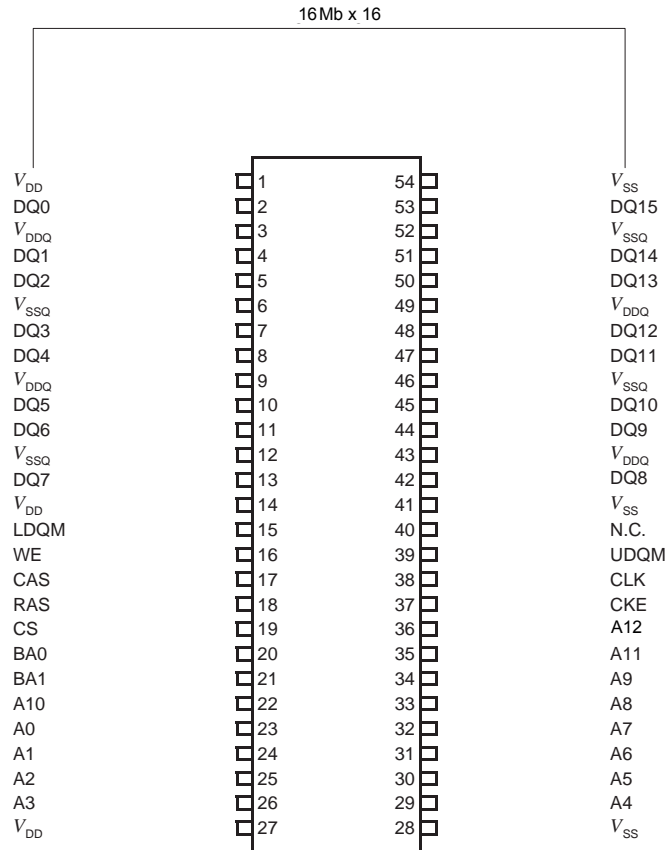 16Mb x 16
VDD 1 54 VSS
DQ0 2 53 DQ15
VDDQ 3 52 VSSQ
DQ1 4 51 DQ14
DQ2 5 50 DQ13
VSSQ 6 49 VDDQ
DQ3 7 48 DQ12
DQ4 8 47 DQ11
VDDQ 9 46 VSSQ
DQ5 10 45 DQ10
DQ6 11 44 DQ9
VSSQ 12 43 VDDQ
DQ7 13 42 DQ8
VDD 14 41 VSS
LDQM 15 40 N.C.
WE 16 39 UDQM
CAS 17 38 CLK
RAS 18 37 CKE
CS 19 36 A12
BA0 20 35 A11
BA1 21 34 A9
A10 22 33 A8
A0 23 32 A7
A1 24 31 A6
A2 25 30 A5
A3 26 29 A4
VDD 27 28 VSS